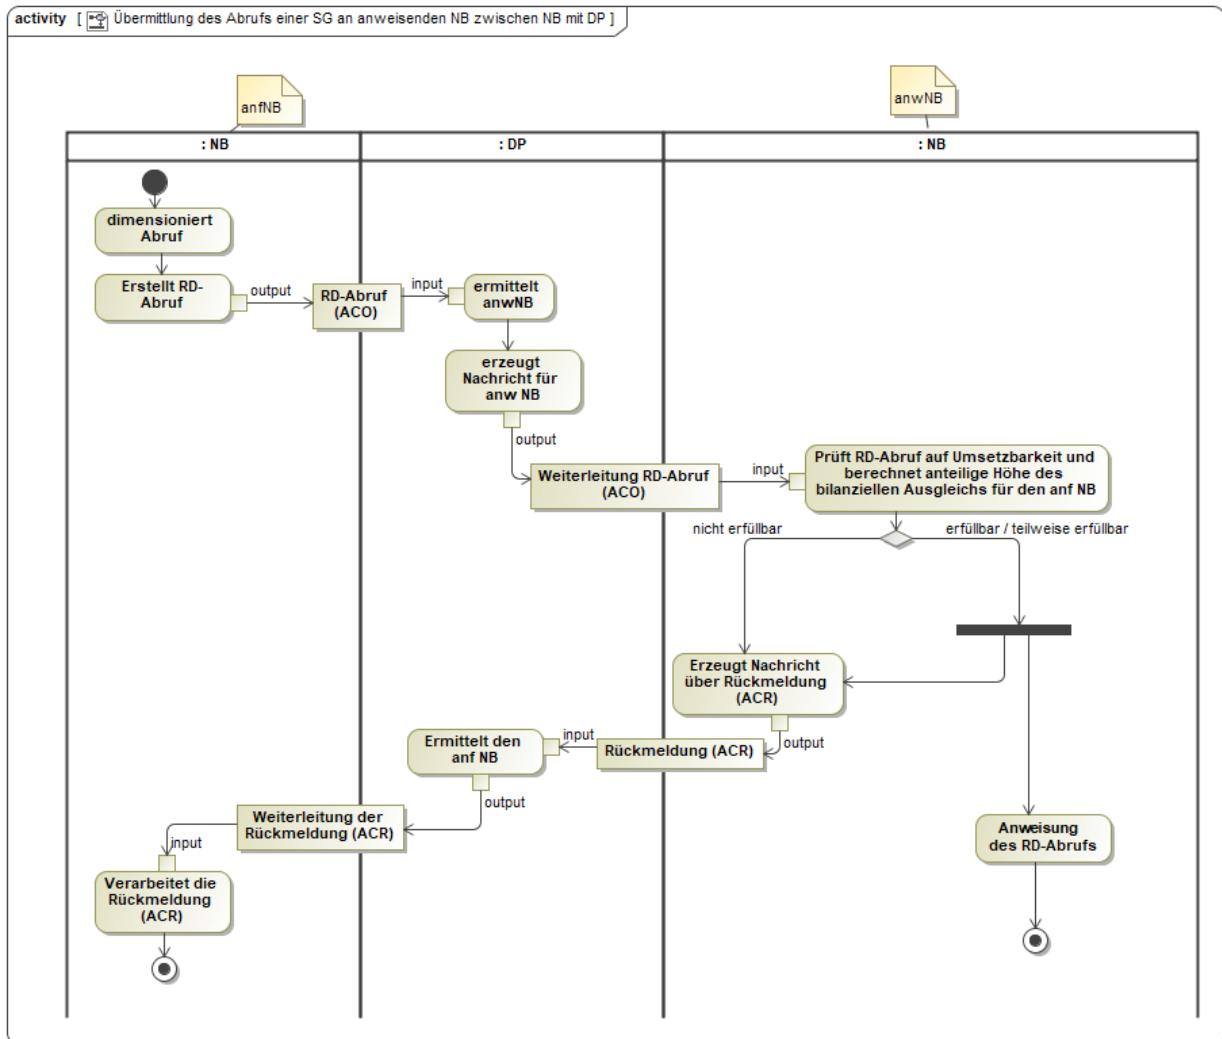 activity [ Übermittlung des Abrufs einer SG an anweisenden NB zwischen NB mit DP ]
anfNB
anwNB
: NB
: DP
: NB
dimensioniert
Abruf
Erstellt RD-
Abruf
output
RD-Abruf
(ACO)
input
ermittelt
anwNB
erzeugt
Nachricht für
anw NB
output
Weiterleitung RD-Abruf
(ACO)
input
Prüft RD-Abruf auf Umsetzbarkeit und
berechnet anteilige Höhe des
bilanziellen Ausgleichs für den anf NB
nicht erfüllbar
erfüllbar / teilweise erfüllbar
Erzeugt Nachricht
über Rückmeldung
(ACR)
output
Rückmeldung (ACR)
input
Ermittelt den
anf NB
output
Weiterleitung der
Rückmeldung (ACR)
input
Verarbeitet die
Rückmeldung
(ACR)
Anweisung
des RD-Abrufs